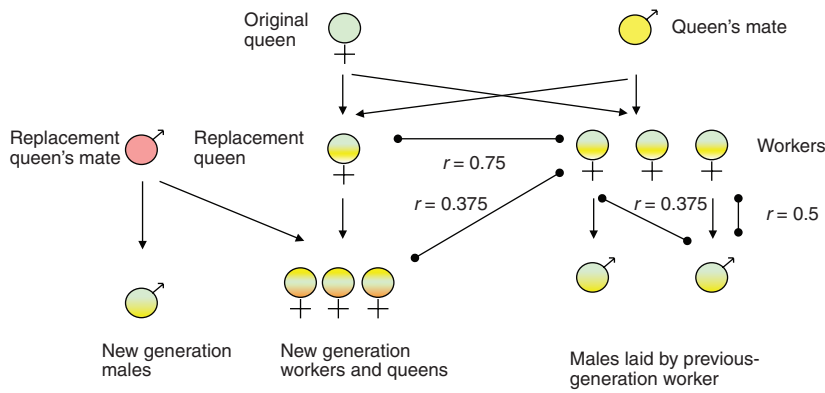 Original
queen
Queen's mate
Replacement
queen's mate
Replacement
queen
Workers
r = 0.75
r = 0.375
r = 0.375
r = 0.5
New generation
males
New generation
workers and queens
Males laid by previous-
generation worker